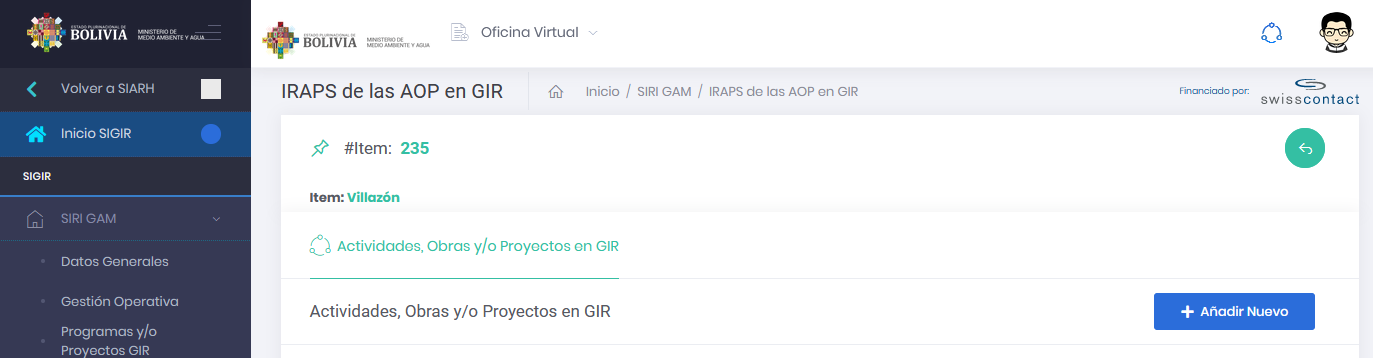 ESTADO PLURINACIONAL DE
BOLIVIA
MINISTERIO DE
MEDIO AMBIENTE Y AGUA
Volver a SIARH
Inicio SIGIR
SIGIR
SIRI GAM
Datos Generales
Gestión Operativa
Programas y/o
Proyectos GIR
ESTADO PLURINACIONAL DE
BOLIVIA
MINISTERIO DE
MEDIO AMBIENTE Y AGUA
Oficina Virtual
IRAPS de las AOP en GIR
Inicio / SIRI GAM / IRAPS de las AOP en GIR
Financiado por:
swisscontact
#Item: 235
Item: Villazón
Actividades, Obras y/o Proyectos en GIR
Actividades, Obras y/o Proyectos en GIR
Añadir Nuevo